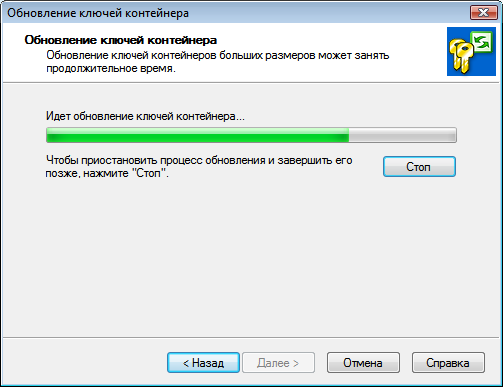 Обновление ключей контейнера
Обновление ключей контейнера
Обновление ключей контейнеров больших размеров может занять
продолжительное время.
Идет обновление ключей контейнера...
Чтобы приостановить процесс обновления и завершить его
позже, нажмите "Стоп".
Стоп
< Назад
Далее >
Отмена
Справка